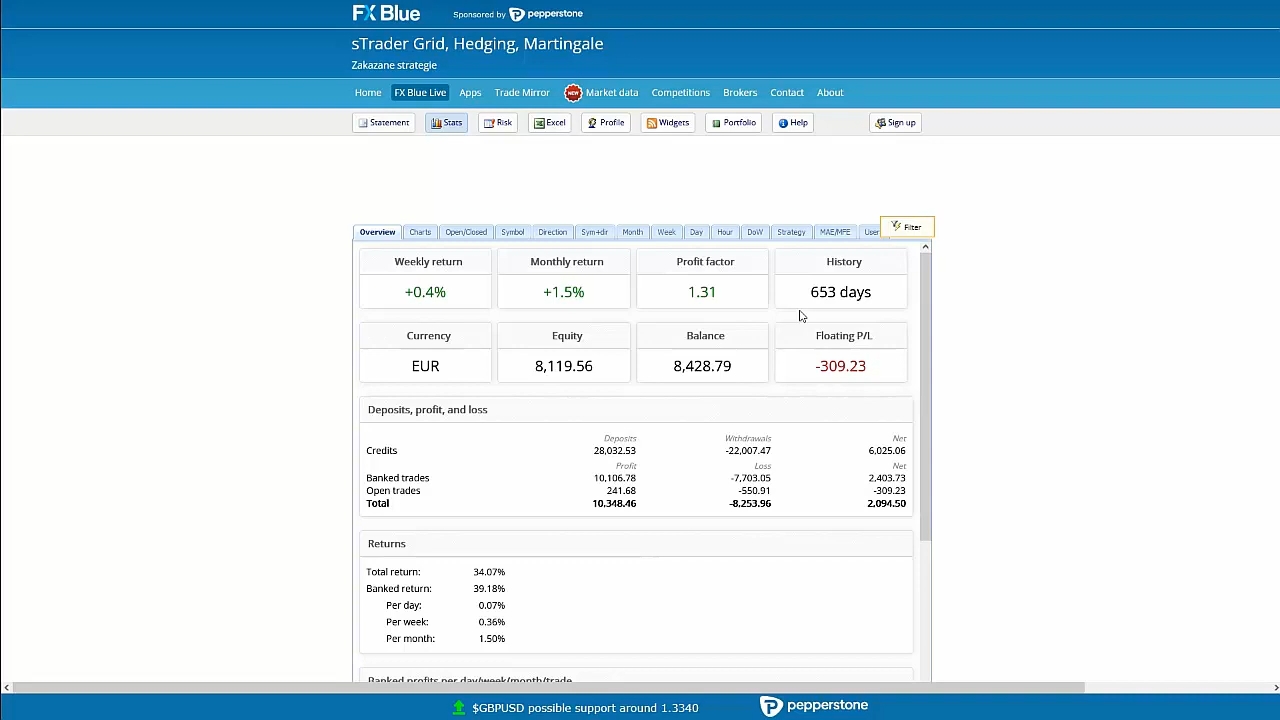 FX Blue Sponsored by pepperstone
sTrader Grid, Hedging, Martingale
Zakazane strategie
Home FX Blue Live Apps Trade Mirror NEW Market data Competitions Brokers Contact About
Statement Stats Risk Excel Profile Widgets Portfolio Help Sign up
Overview Charts Open/Closed Symbol Direction Sym+dir Month Week Day Hour DoW Strategy MAE/MFE User Filter
Weekly return Monthly return Profit factor History
+0.4% +1.5% 1.31 653 days
Currency Equity Balance Floating P/L
EUR 8,119.56 8,428.79 -309.23
Deposits, profit, and loss
Deposits Withdrawals Net
Credits 28,032.53 -22,007.47 6,025.06
Profit Loss Net
Banked trades 10,106.78 -7,703.05 2,403.73
Open trades 241.68 -550.91 -309.23
Total 10,348.46 -8,253.96 2,094.50
Returns
Total return: 34.07%
Banked return: 39.18%
Per day: 0.07%
Per week: 0.36%
Per month: 1.50%
Banked profits per day/week/month/trade
$GBPUSD possible support around 1.3340 pepperstone